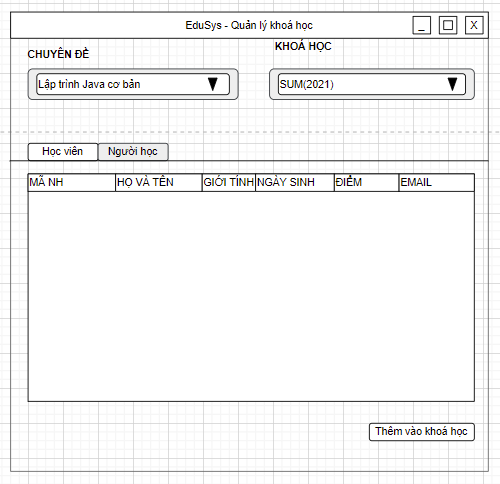 EduSys - Quản lý khoá học
_ X
CHUYÊN ĐỀ
KHOÁ HỌC
Lập trình Java cơ bản
SUM(2021)
Học viên
Người học
MÃ NH HỌ VÀ TÊN GIỚI TÍNH NGÀY SINH ĐIỂM EMAIL
Thêm vào khoá học